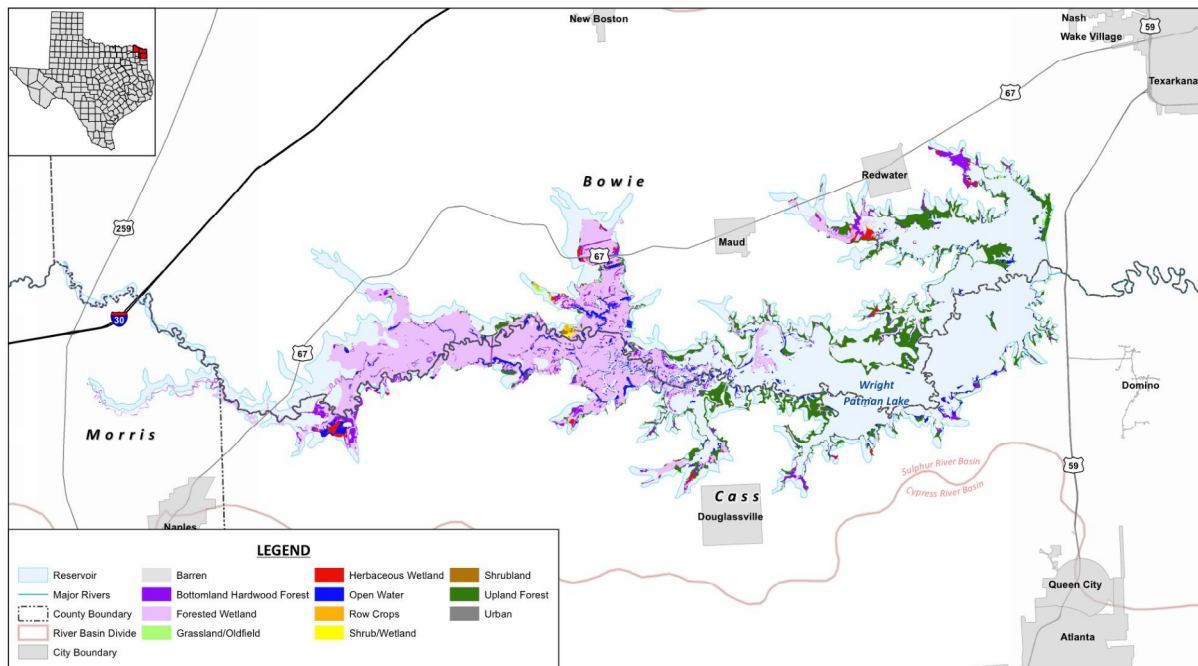 New Boston
Nash
Wake Village
59
Texarkana
67
Redwater
Bowie
259
67
Maud
30
67
Wright
Patman Lake
Domino
Morris
Sulphur River Basin
Cypress River Basin
59
Cass
Douglassville
Naples
Queen City
Atlanta
LEGEND
Reservoir
Major Rivers
County Boundary
River Basin Divide
City Boundary
Barren
Bottomland Hardwood Forest
Forested Wetland
Grassland/Oldfield
Herbaceous Wetland
Open Water
Row Crops
Shrub/Wetland
Shrubland
Upland Forest
Urban